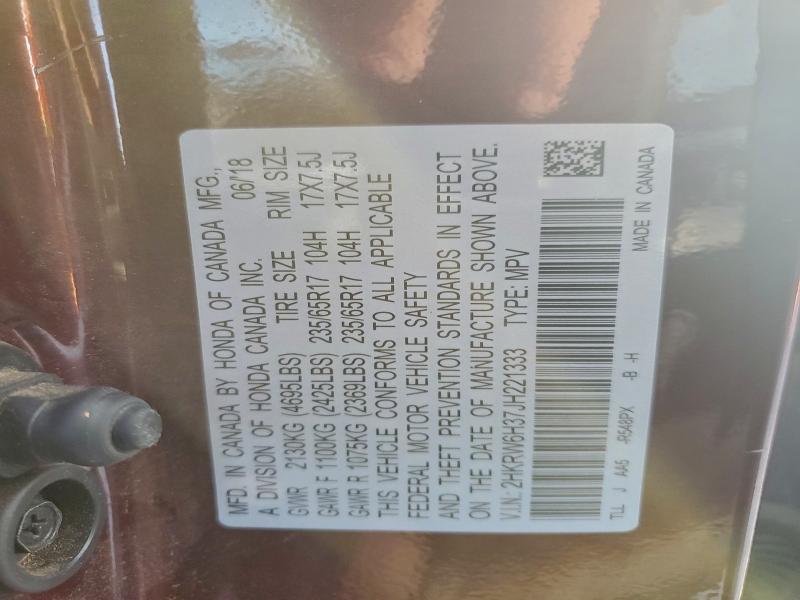 MFD. IN CANADA BY HONDA OF CANADA MFG.,
A DIVISION OF HONDA CANADA INC. 06/18
GVWR 2130KG (4695LBS) TIRE SIZE RIM SIZE
GAWR F 1100KG (2425LBS) 235/65R17 104H 17X7.5J
GAWR R 1075KG (2369LBS) 235/65R17 104H 17X7.5J
THIS VEHICLE CONFORMS TO ALL APPLICABLE
FEDERAL MOTOR VEHICLE SAFETY
AND THEFT PREVENTION STANDARDS IN EFFECT
ON THE DATE OF MANUFACTURE SHOWN ABOVE.
V.I.N.: 2HKRW6H37JH221333 TYPE: MPV
TLL J AA5 -R548PX -B -H
MADE IN CANADA